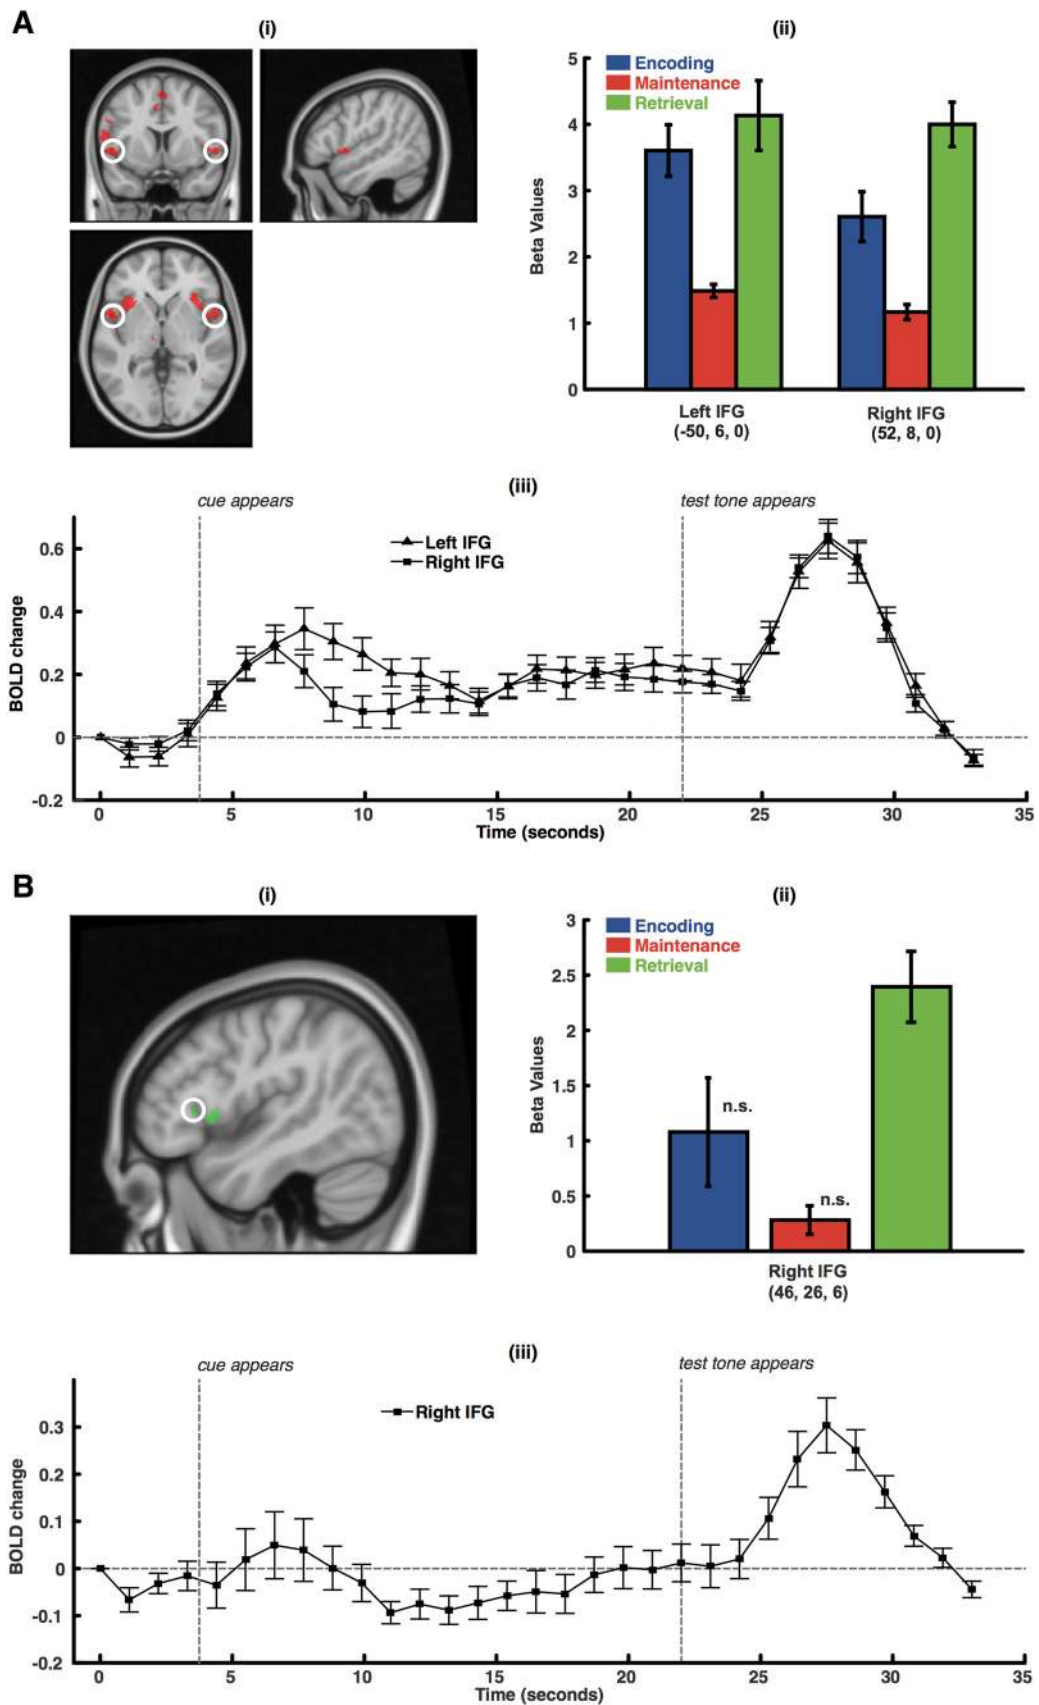 A
(i)
(ii)
5
4
3
2
1
0
Beta Values
Encoding
Maintenance
Retrieval
Left IFG
(-50, 6, 0)
Right IFG
(52, 8, 0)
(iii)
cue appears
test tone appears
Left IFG
Right IFG
BOLD change
0.6
0.4
0.2
0
-0.2
0 5 10 15 20 25 30 35
Time (seconds)
B
(i)
(ii)
3
2.5
2
1.5
1
0.5
0
Beta Values
Encoding
Maintenance
Retrieval
n.s.
n.s.
Right IFG
(46, 26, 6)
(iii)
cue appears
test tone appears
Right IFG
BOLD change
0.3
0.2
0.1
0
-0.1
-0.2
0 5 10 15 20 25 30 35
Time (seconds)